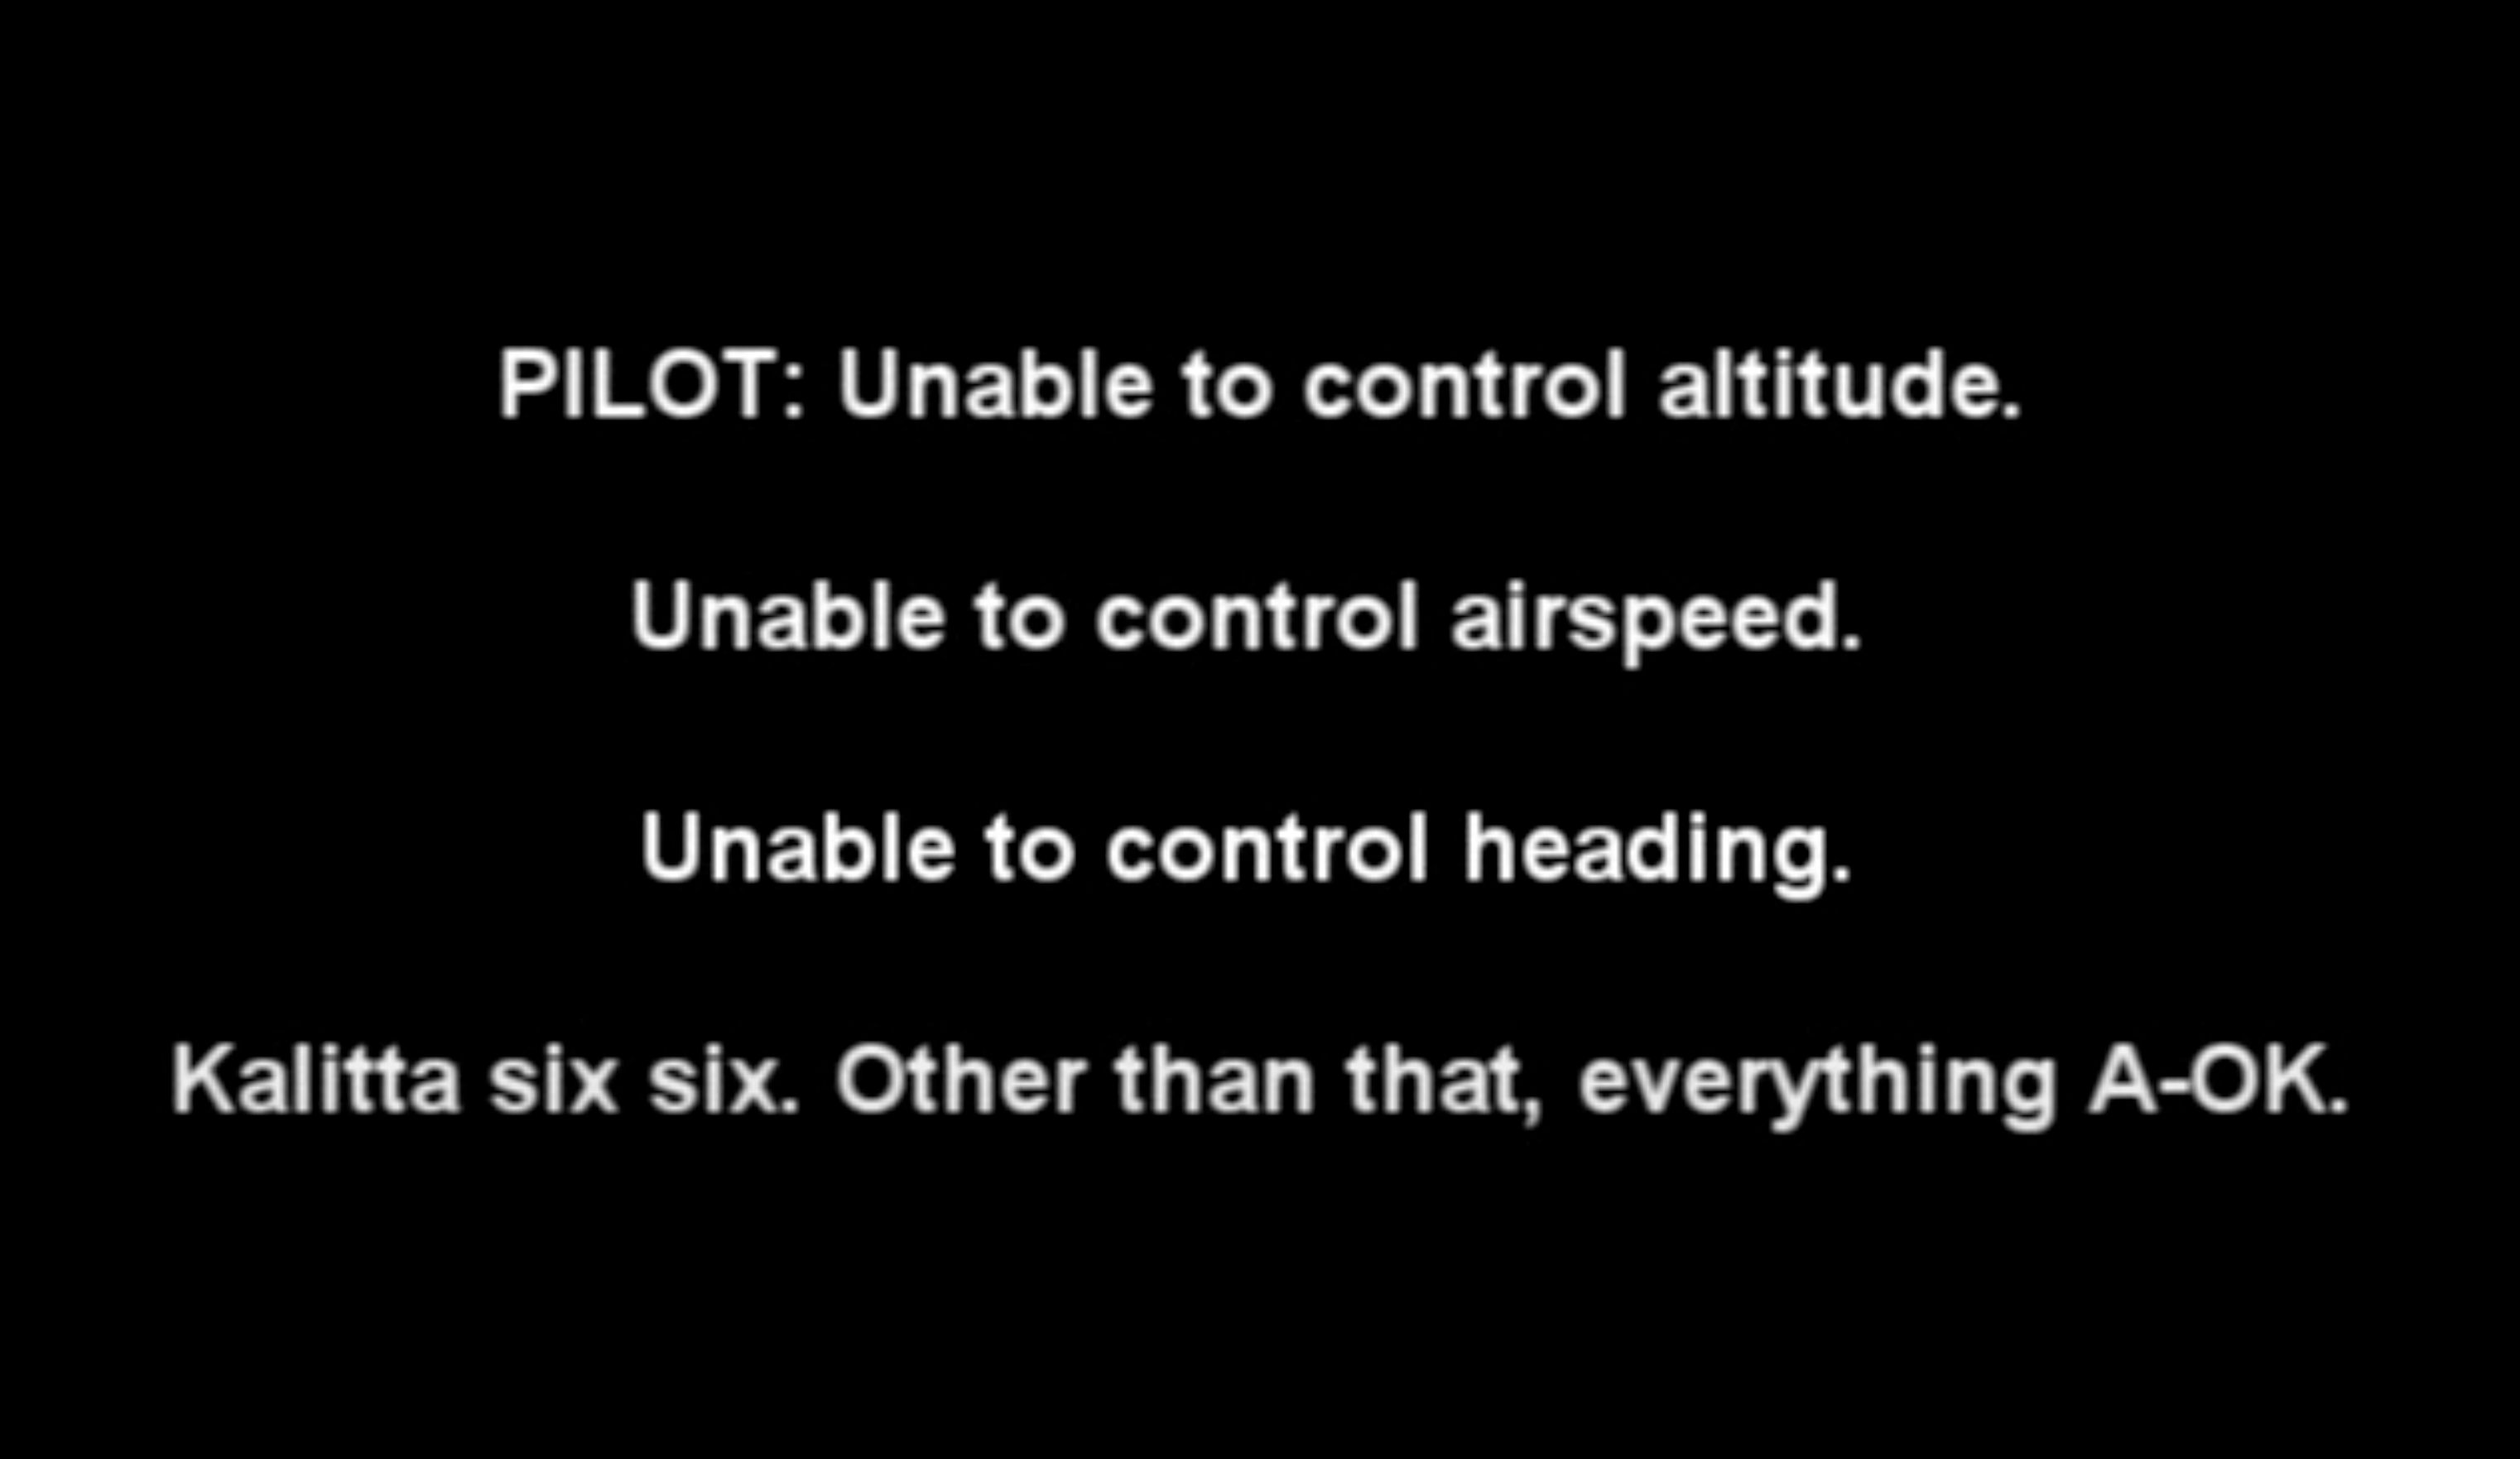 PILOT: Unable to control altitude.
Unable to control airspeed.
Unable to control heading.
Kalitta six six. Other than that, everything A-OK.